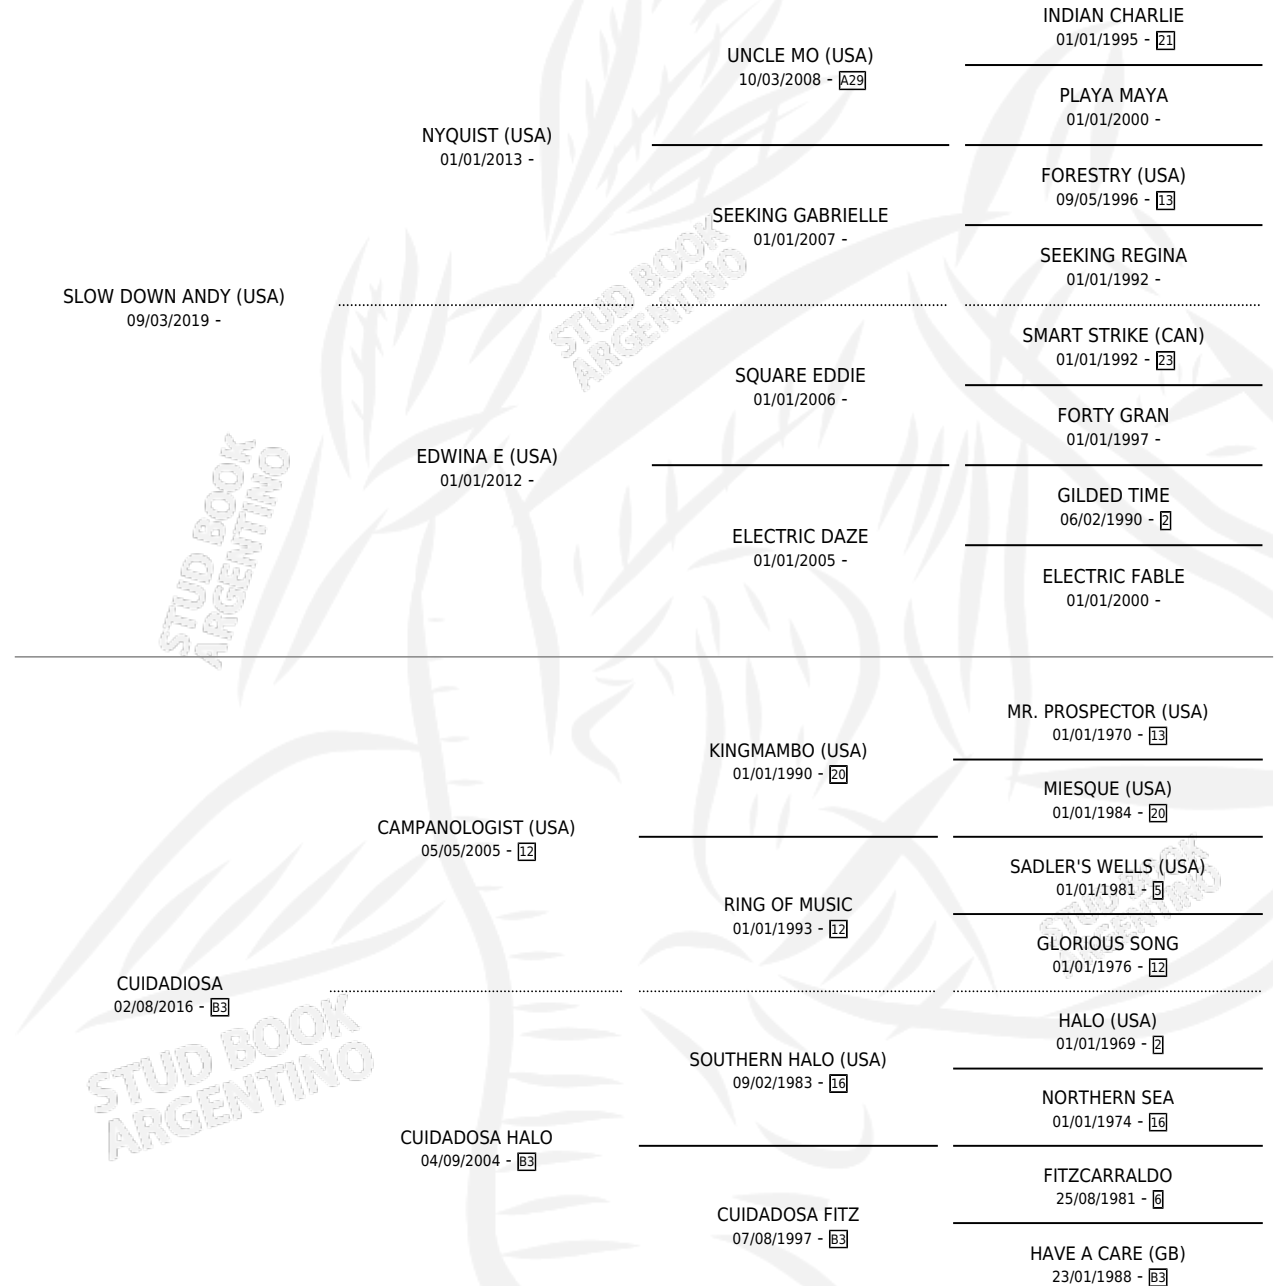 INDIAN CHARLIE
01/01/1995 - 21
UNCLE MO (USA)
10/03/2008 - A29
PLAYA MAYA
01/01/2000 -
NYQUIST (USA)
01/01/2013 -
FORESTRY (USA)
09/05/1996 - 13
SEEKING GABRIELLE
01/01/2007 -
SEEKING REGINA
01/01/1992 -
SLOW DOWN ANDY (USA)
09/03/2019 -
SMART STRIKE (CAN)
01/01/1992 - 23
SQUARE EDDIE
01/01/2006 -
FORTY GRAN
01/01/1997 -
EDWINA E (USA)
01/01/2012 -
GILDED TIME
06/02/1990 - 2
ELECTRIC DAZE
01/01/2005 -
ELECTRIC FABLE
01/01/2000 -
MR. PROSPECTOR (USA)
01/01/1970 - 13
KINGMAMBO (USA)
01/01/1990 - 20
MIESQUE (USA)
01/01/1984 - 20
CAMPANOLOGIST (USA)
05/05/2005 - 12
SADLER'S WELLS (USA)
01/01/1981 - 5
RING OF MUSIC
01/01/1993 - 12
GLORIOUS SONG
01/01/1976 - 12
CUIDADIOSA
02/08/2016 - B3
HALO (USA)
01/01/1969 - 2
SOUTHERN HALO (USA)
09/02/1983 - 16
NORTHERN SEA
01/01/1974 - 16
CUIDADOSA HALO
04/09/2004 - B3
FITZCARRALDO
25/08/1981 - 6
CUIDADOSA FITZ
07/08/1997 - B3
HAVE A CARE (GB)
23/01/1988 - B3
STUD BOOK
ARGENTINO
STUD BOOK
ARGENTINO
STUD BOOK
ARGENTINO
STUD BOOK
ARGENTINO